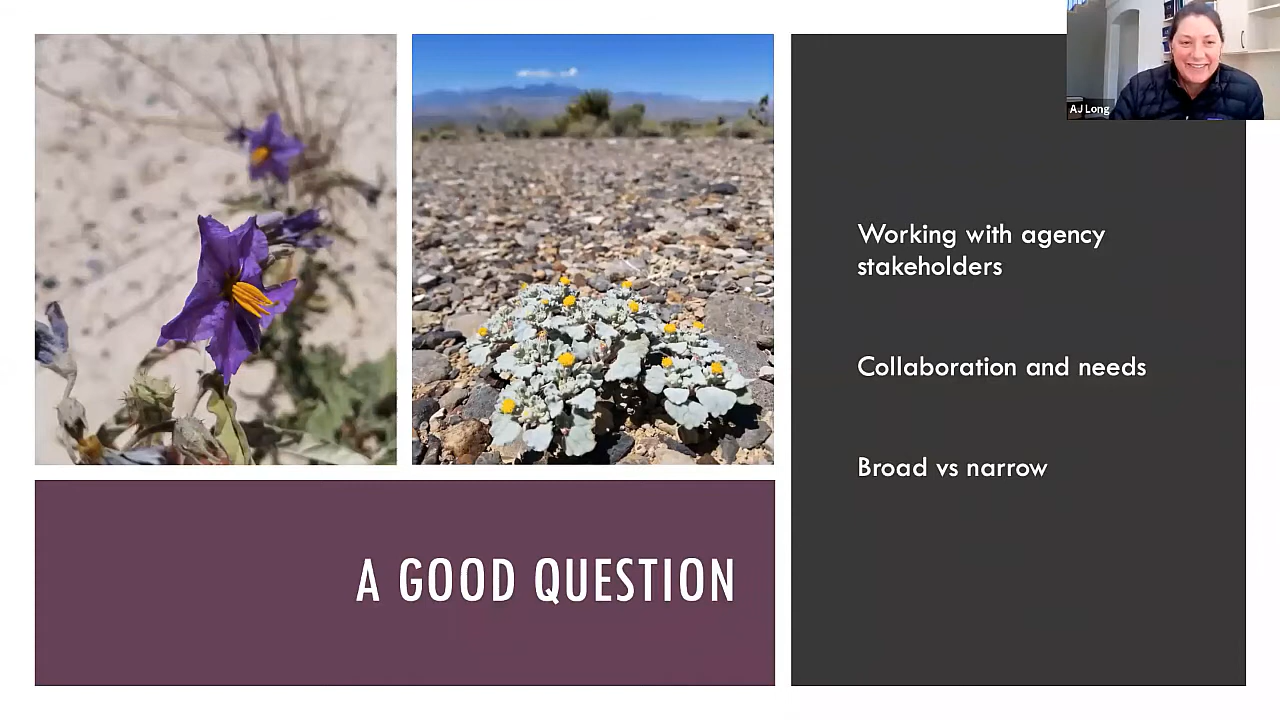 AJ Long
Working with agency
stakeholders
Collaboration and needs
Broad vs narrow
A GOOD QUESTION